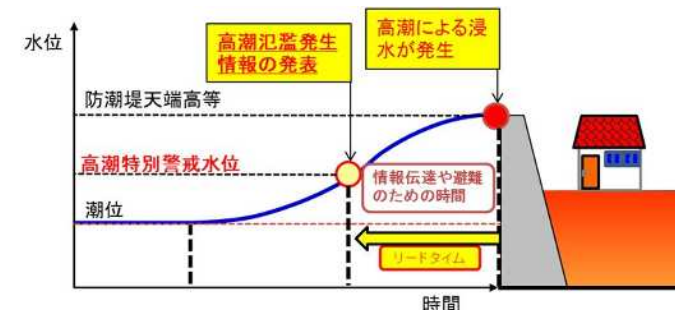 水位
高潮氾濫発生
情報の発表
高潮による浸
水が発生
防潮堤天端高等
高潮特別警戒水位
情報伝達や避難
のための時間
潮位
リードタイム
時間